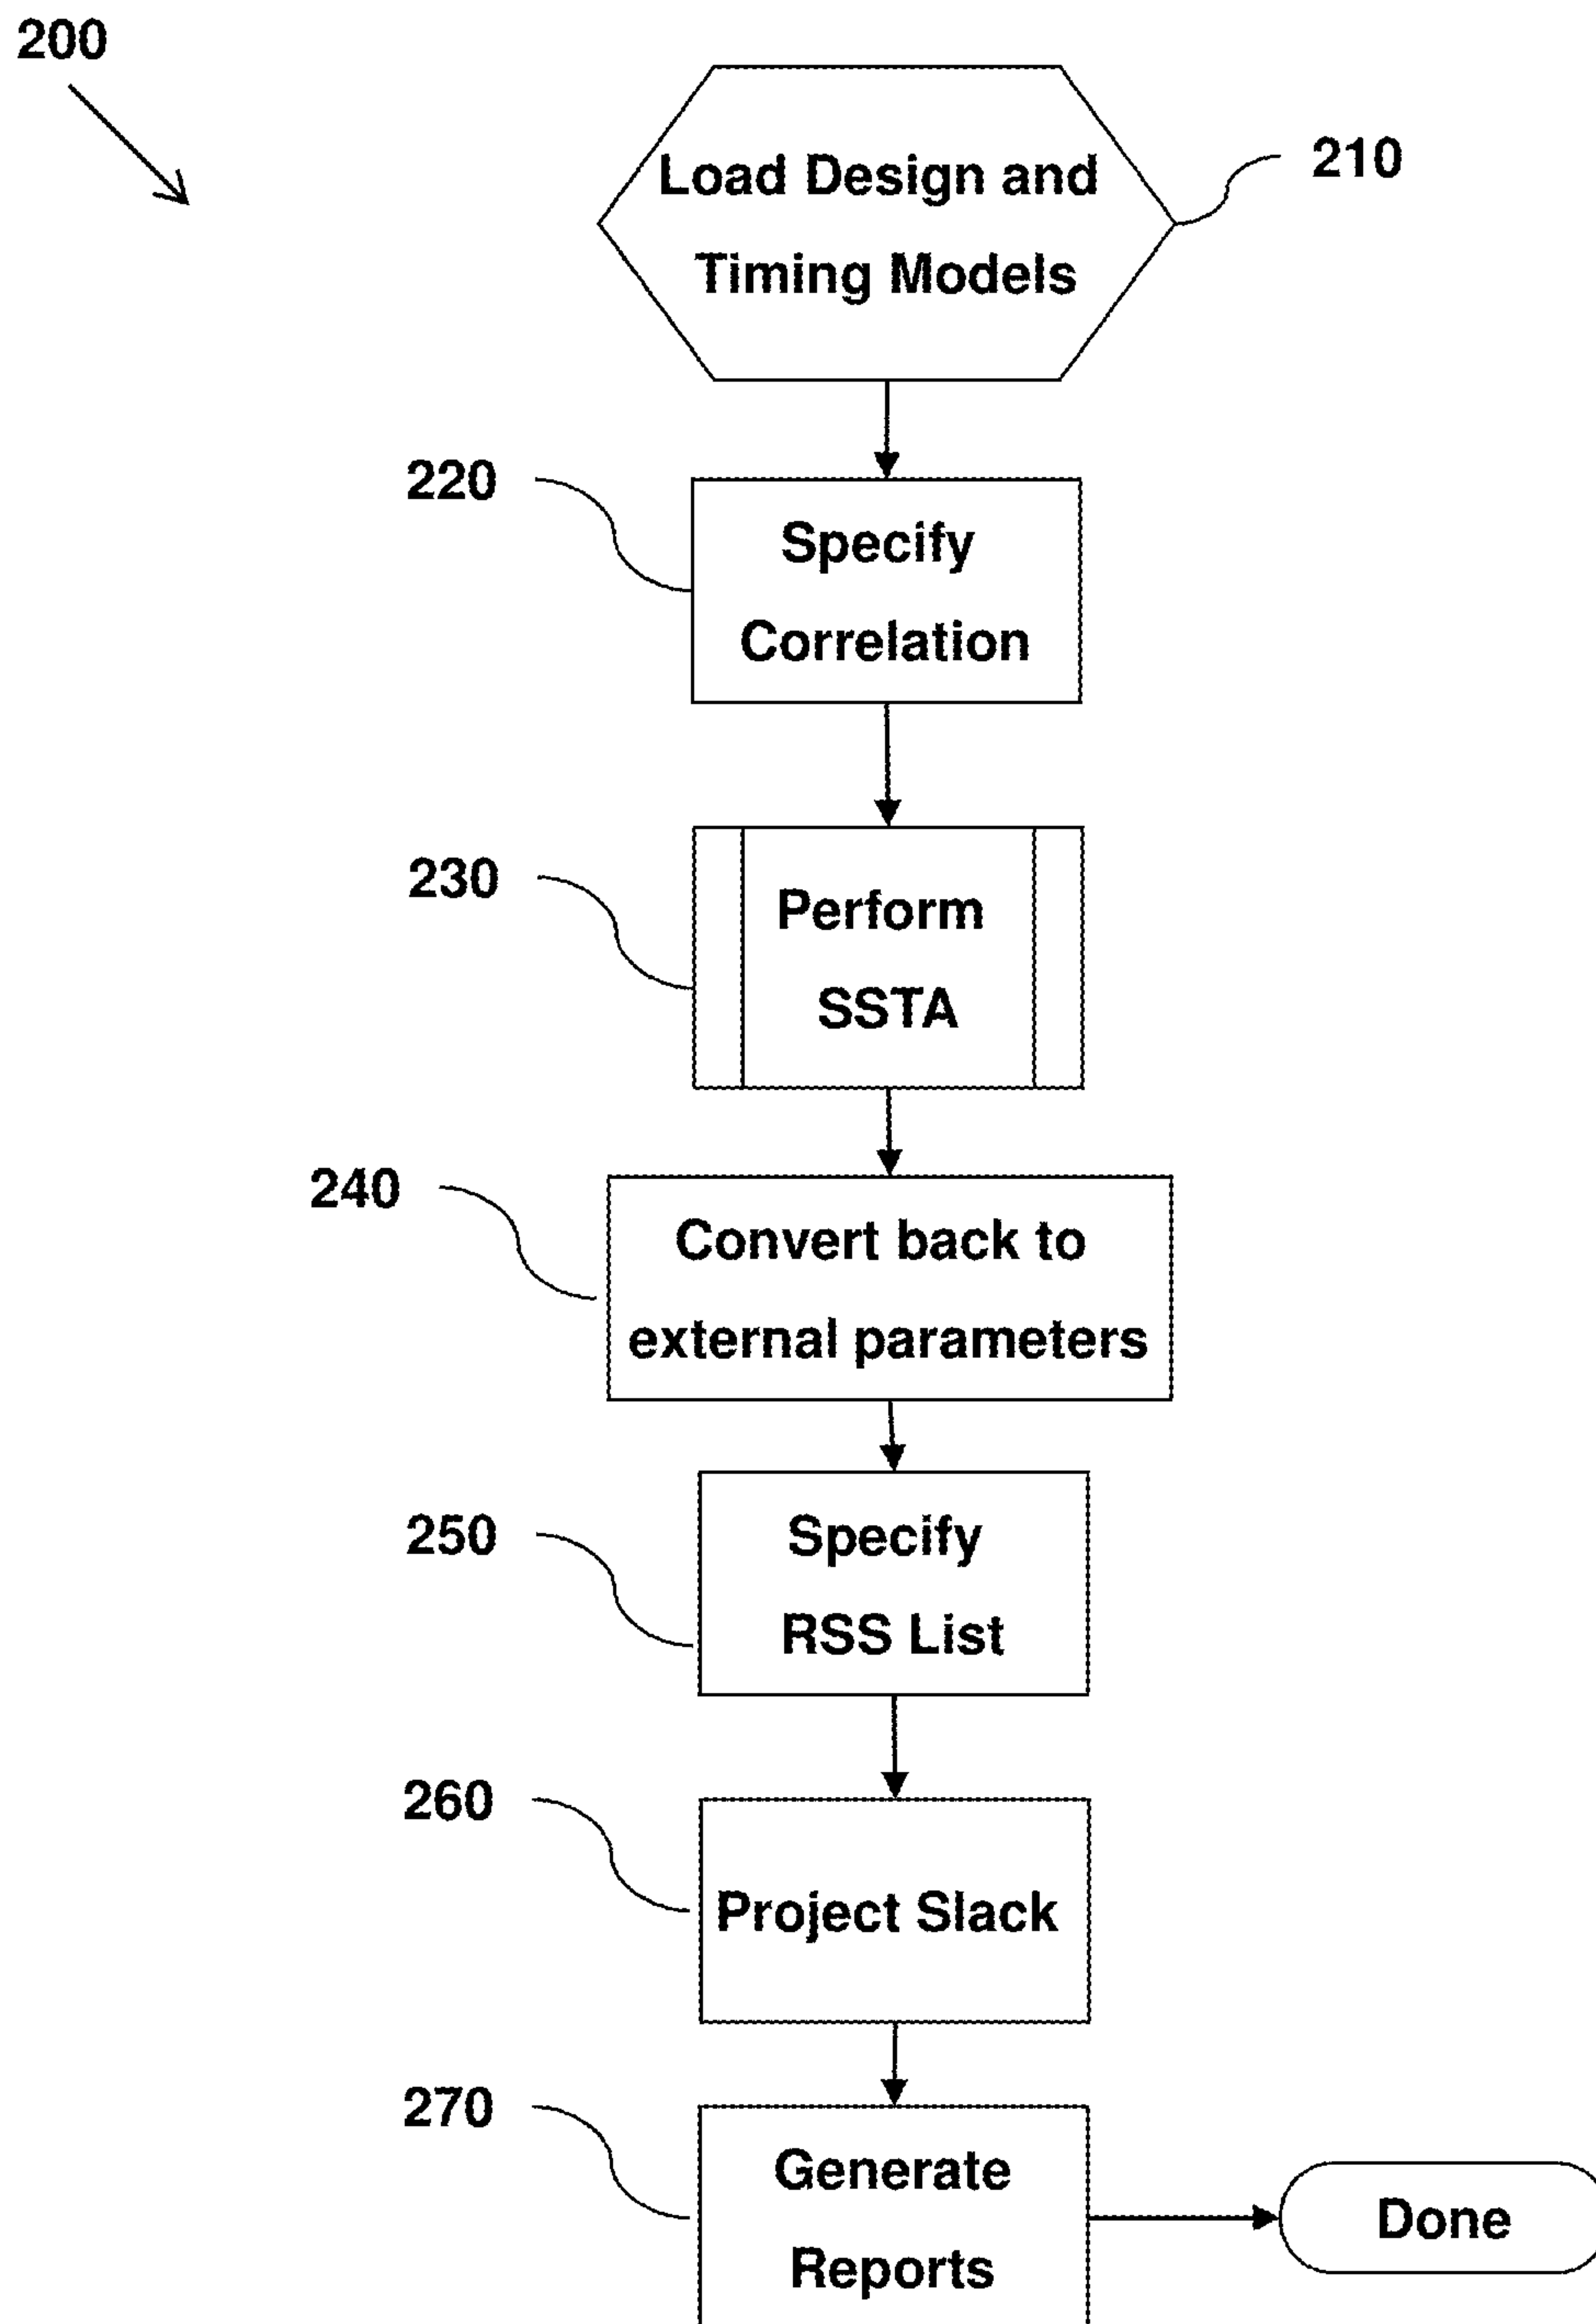 200
Load Design and
Timing Models
210
220
Specify
Correlation
230
Perform
SSTA
240
Convert back to
external parameters
250
Specify
RSS List
260
Project Slack
270
Generate
Reports
Done